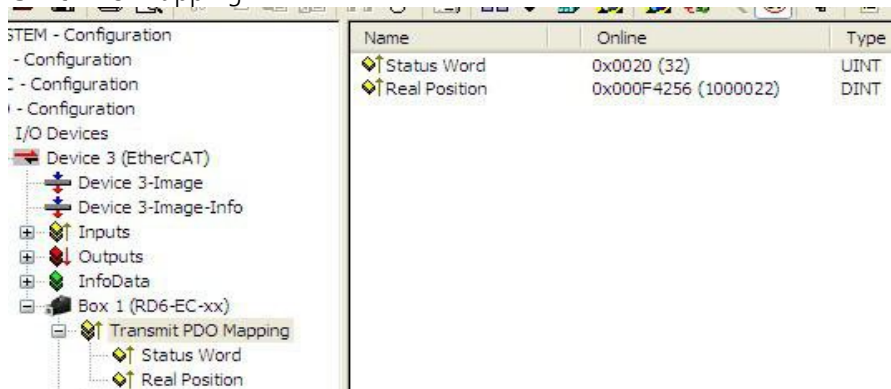 STEM - Configuration
- Configuration
- Configuration
- Configuration
I/O Devices
Device 3 (EtherCAT)
Device 3-Image
Device 3-Image-Info
Inputs
Outputs
InfoData
Box 1 (RD6-EC-xx)
Transmit PDO Mapping
Status Word
Real Position
Name Online Type
Status Word 0x0020 (32) UINT
Real Position 0x000F4256 (1000022) DINT